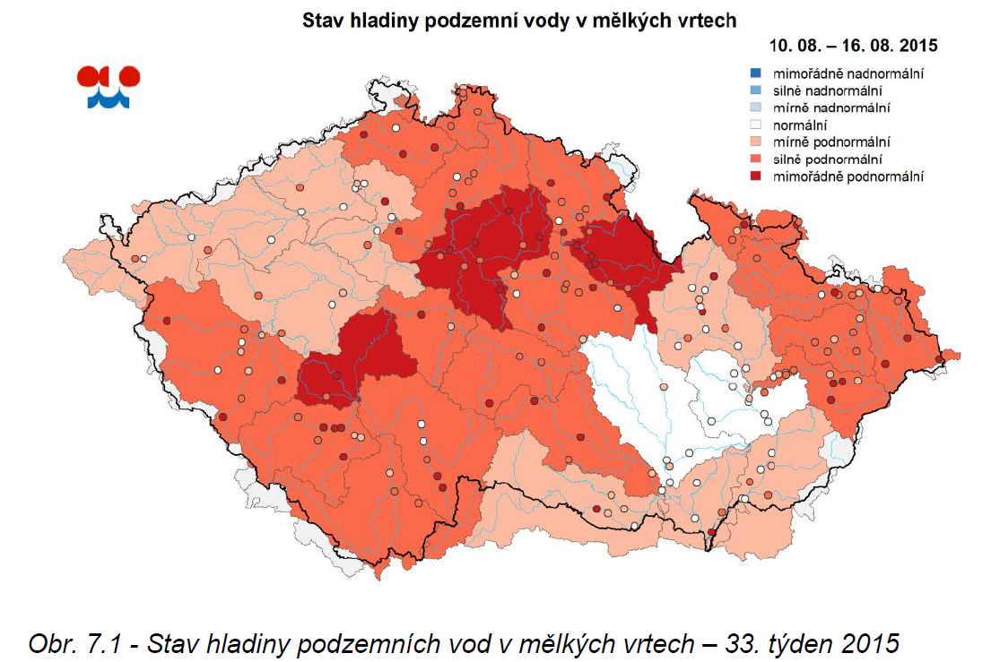 Stav hladiny podzemní vody v mělkých vrtech
10. 08. – 16. 08. 2015
mimořádně nadnormální
silně nadnormální
mírně nadnormální
normální
mírně podnormální
silně podnormální
mimořádně podnormální
Obr. 7.1 - Stav hladiny podzemních vod v mělkých vrtech – 33. týden 2015